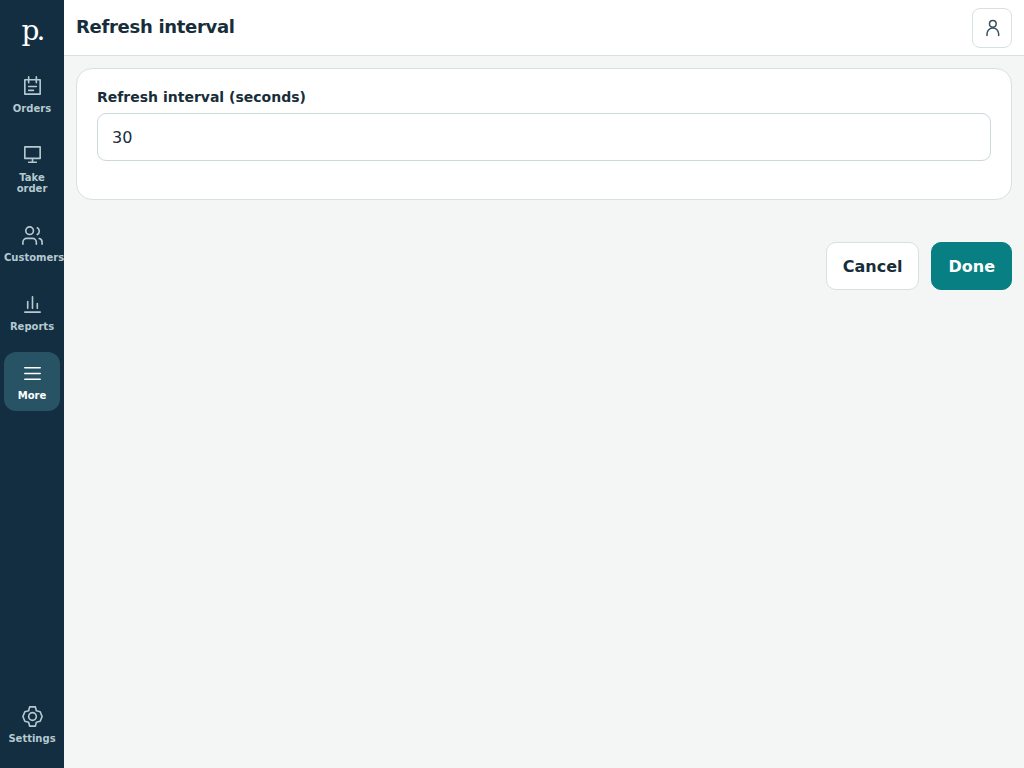 p.
Refresh interval
Orders
Take
order
Customers
Reports
More
Settings
Refresh interval (seconds)
30
Cancel
Done